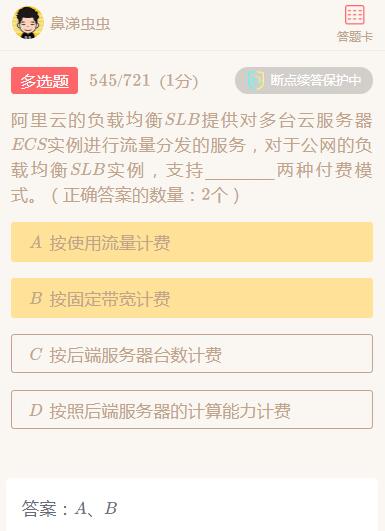 鼻涕虫虫
答题卡
多选题 545/721（1分）
断点续答保护中
阿里云的负载均衡SLB提供对多台云服务器
ECS实例进行流量分发的服务，对于公网的负
载均衡SLB实例，支持________两种付费模
式。（正确答案的数量：2个）
A 按使用流量计费
B 按固定带宽计费
C 按后端服务器台数计费
D 按照后端服务器的计算能力计费
答案：A、B